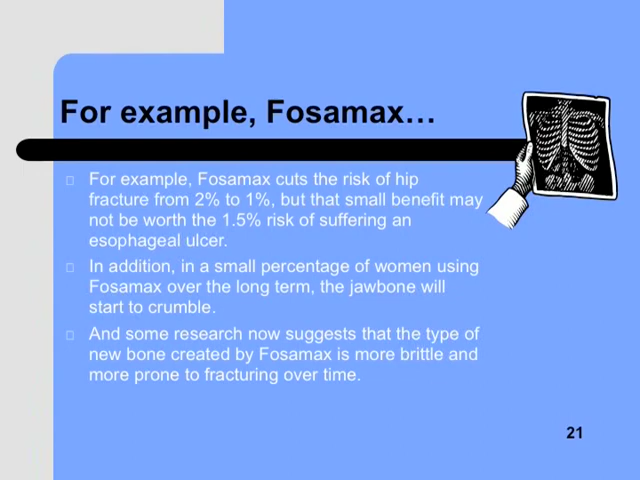 For example, Fosamax…
For example, Fosamax cuts the risk of hip
fracture from 2% to 1%, but that small benefit may
not be worth the 1.5% risk of suffering an
esophageal ulcer.
In addition, in a small percentage of women using
Fosamax over the long term, the jawbone will
start to crumble.
And some research now suggests that the type of
new bone created by Fosamax is more brittle and
more prone to fracturing over time.
21